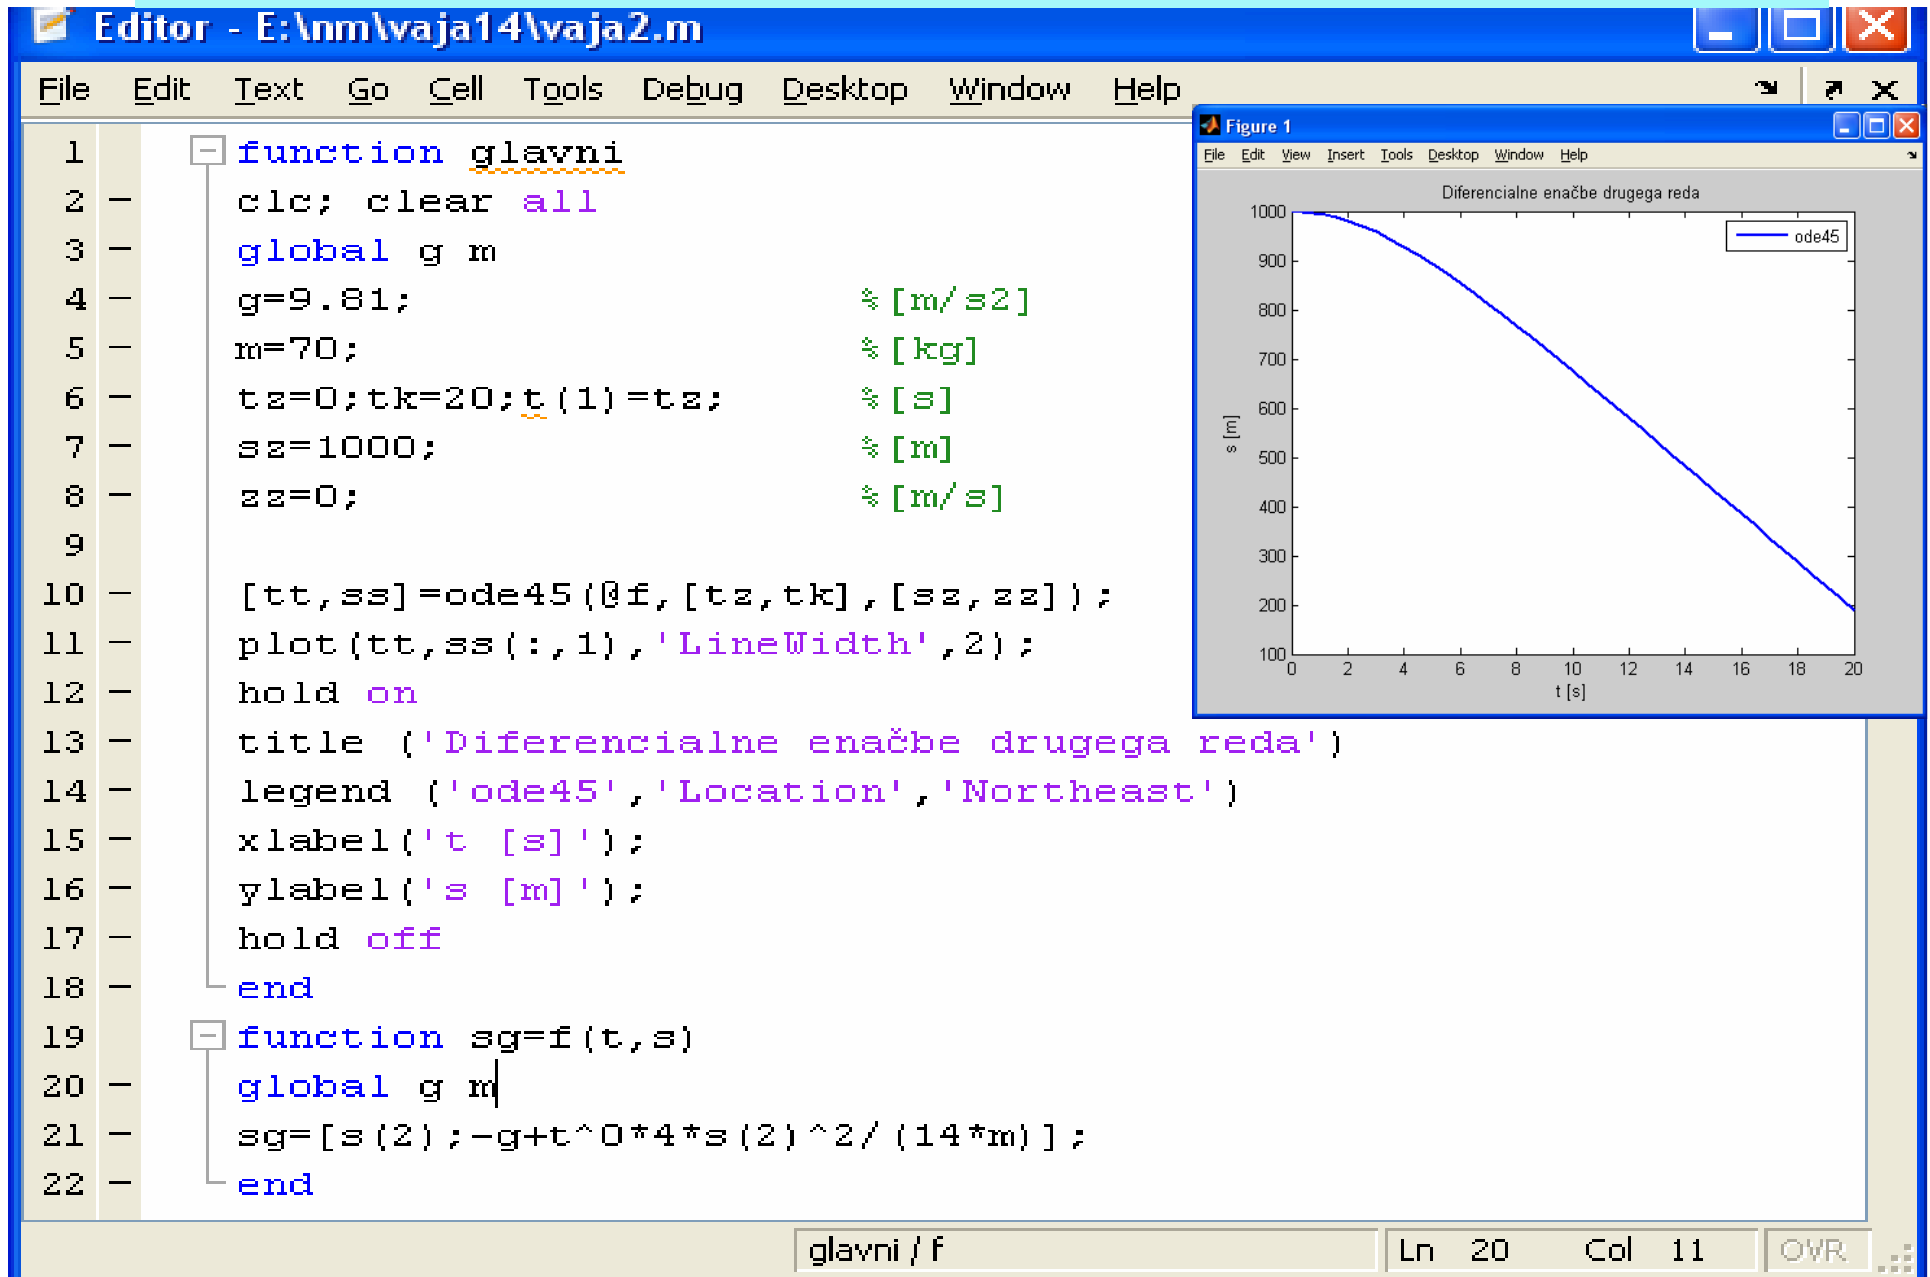 Editor - E:\nm\vaja14\vaja2.m
File Edit Text Go Cell Tools Debug Desktop Window Help
1 function glavni
2 clc; clear all
3 global g m
4 g=9.81; %[m/s2]
5 m=70; %[kg]
6 tz=0;tk=20;t(1)=tz; %[s]
7 sz=1000; %[m]
8 zz=0; %[m/s]
9
10 [tt,ss]=ode45(@f,[tz,tk],[sz,zz]);
11 plot(tt,ss(:,1),'LineWidth',2);
12 hold on
13 title ('Diferencialne enačbe drugega reda')
14 legend ('ode45','Location','Northeast')
15 xlabel('t [s]');
16 ylabel('s [m]');
17 hold off
18 end
19 function sg=f(t,s)
20 global g m
21 sg=[s(2);-g+t^0*4*s(2)^2/(14*m)];
22 end
glavni / f Ln 20 Col 11 OVR
Figure 1
File Edit View Insert Tools Desktop Window Help
Diferencialne enačbe drugega reda
ode45
1000
900
800
700
600
500
400
300
200
100
s [m]
0 2 4 6 8 10 12 14 16 18 20
t [s]